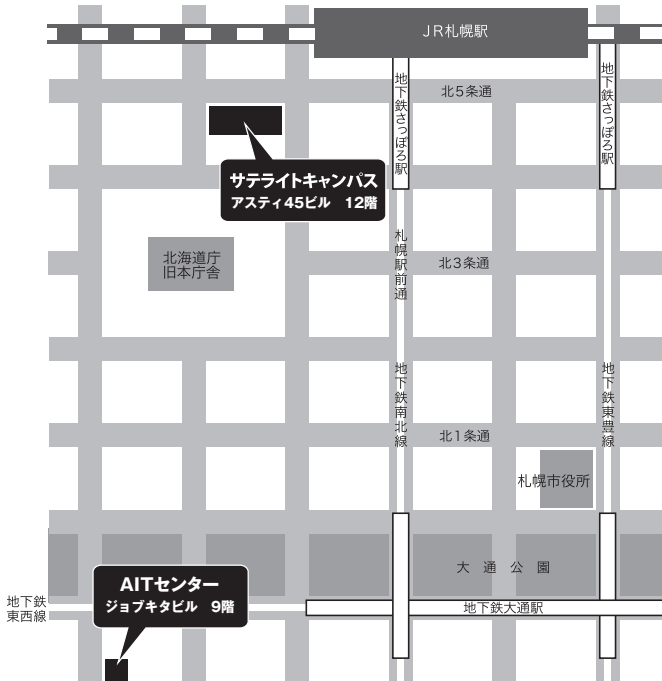 JR札幌駅
地下鉄さっぽろ駅
地下鉄さっぽろ駅
北5条通
サテライトキャンパス
アスティ45ビル 12階
北海道庁
旧本庁舎
札幌駅前通
北3条通
地下鉄南北線
地下鉄東豊線
北1条通
札幌市役所
大通公園
AITセンター
ジョブキタビル 9階
地下鉄
東西線
地下鉄大通駅